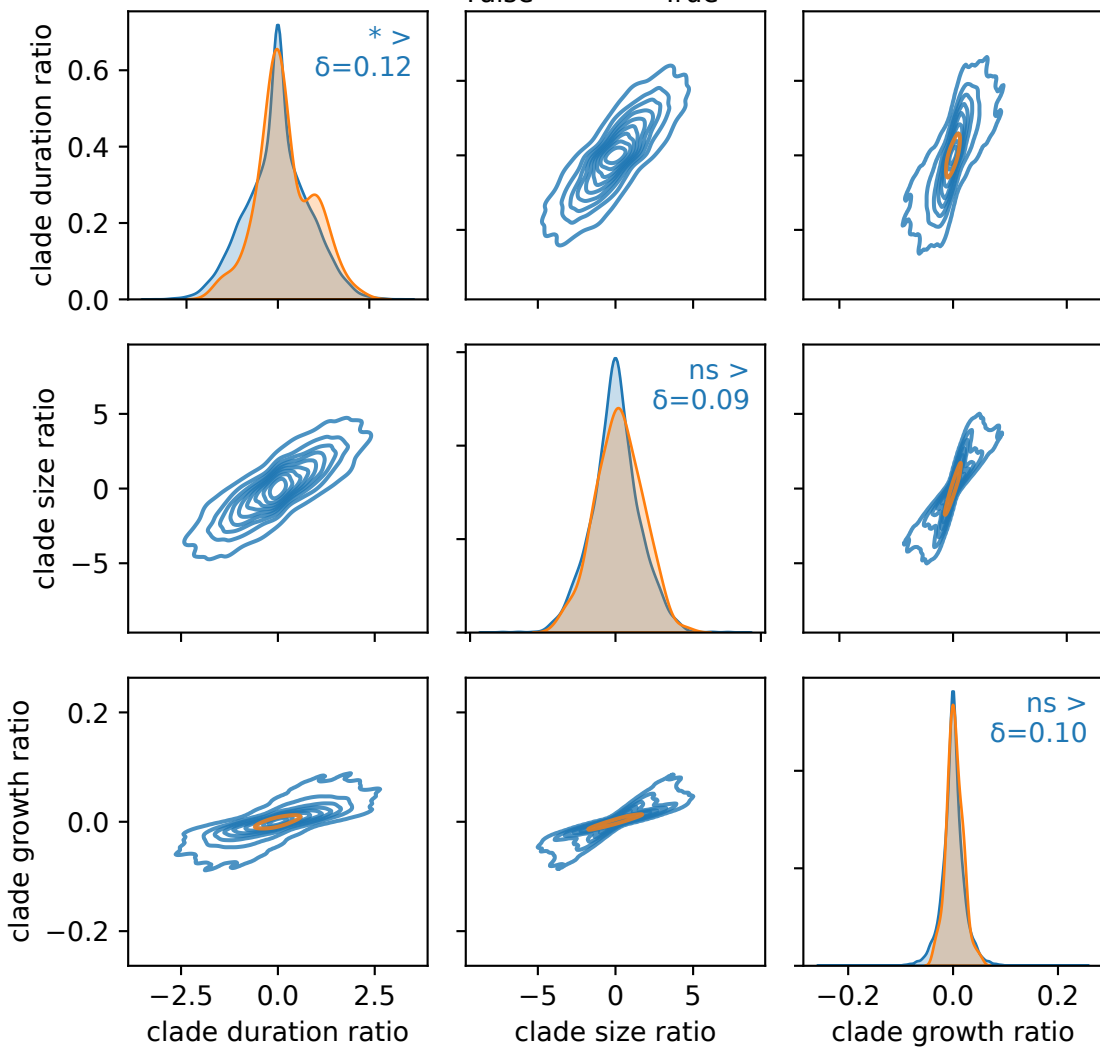 clade duration ratio
0.6
0.4
0.2
0.0
* >
δ=0.12
clade size ratio
5
0
−5
ns >
δ=0.09
clade growth ratio
0.2
0.0
−0.2
ns >
δ=0.10
−2.5 0.0 2.5
−5 0 5
−0.2 0.0 0.2
clade duration ratio
clade size ratio
clade growth ratio